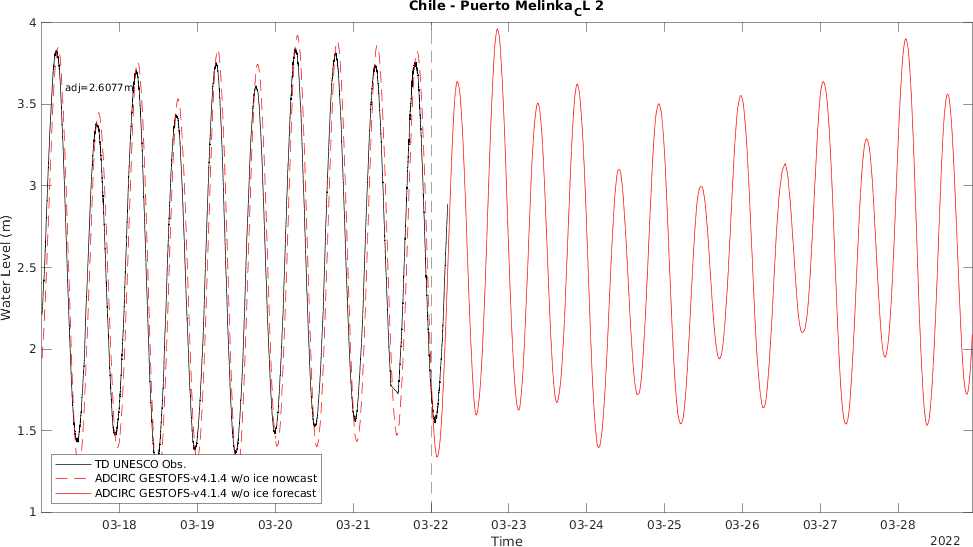 Chile - Puerto Melinka_CL 2
4
adj=2.6077m
3.5
3
2.5
2
1.5
1
Water Level (m)
TD UNESCO Obs.
ADCIRC GESTOFS-v4.1.4 w/o ice nowcast
ADCIRC GESTOFS-v4.1.4 w/o ice forecast
03-18 03-19 03-20 03-21 03-22 03-23 03-24 03-25 03-26 03-27 03-28
Time
2022